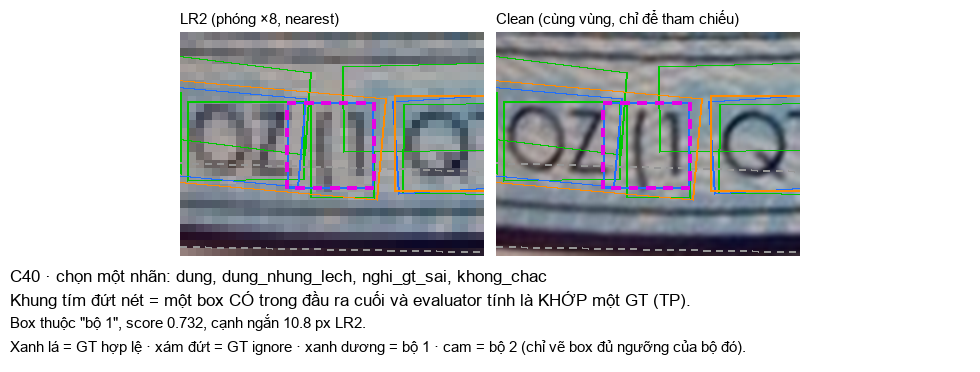 LR2 (phóng ×8, nearest)
Clean (cùng vùng, chỉ để tham chiếu)
OZ
OZ
Q
C40 · chọn một nhãn: dung, dung_nhung_lech, nghi_gt_sai, khong_chac
Khung tím đứt nét = một box CÓ trong đầu ra cuối và evaluator tính là KHỚP một GT (TP).
Box thuộc "bộ 1", score 0.732, cạnh ngắn 10.8 px LR2.
Xanh lá = GT hợp lệ · xám đứt = GT ignore · xanh dương = bộ 1 · cam = bộ 2 (chỉ vẽ box đủ ngưỡng của bộ đó).